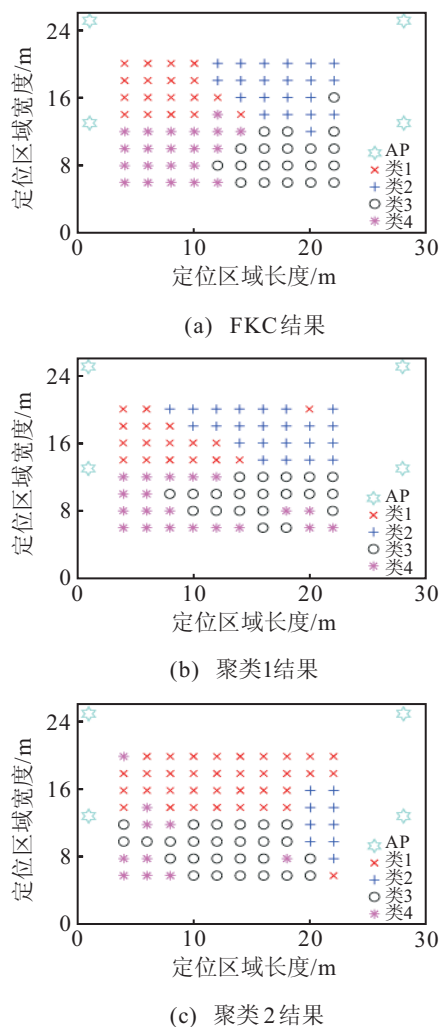 24
16
8
0
定位区域宽度/m
AP
类1
类2
类3
类4
0
10
20
30
定位区域长度/m
(a) FKC结果
24
16
8
0
定位区域宽度/m
AP
类1
类2
类3
类4
0
10
20
30
定位区域长度/m
(b) 聚类1结果
24
16
8
0
定位区域宽度/m
AP
类1
类2
类3
类4
0
10
20
30
定位区域长度/m
(c) 聚类2结果